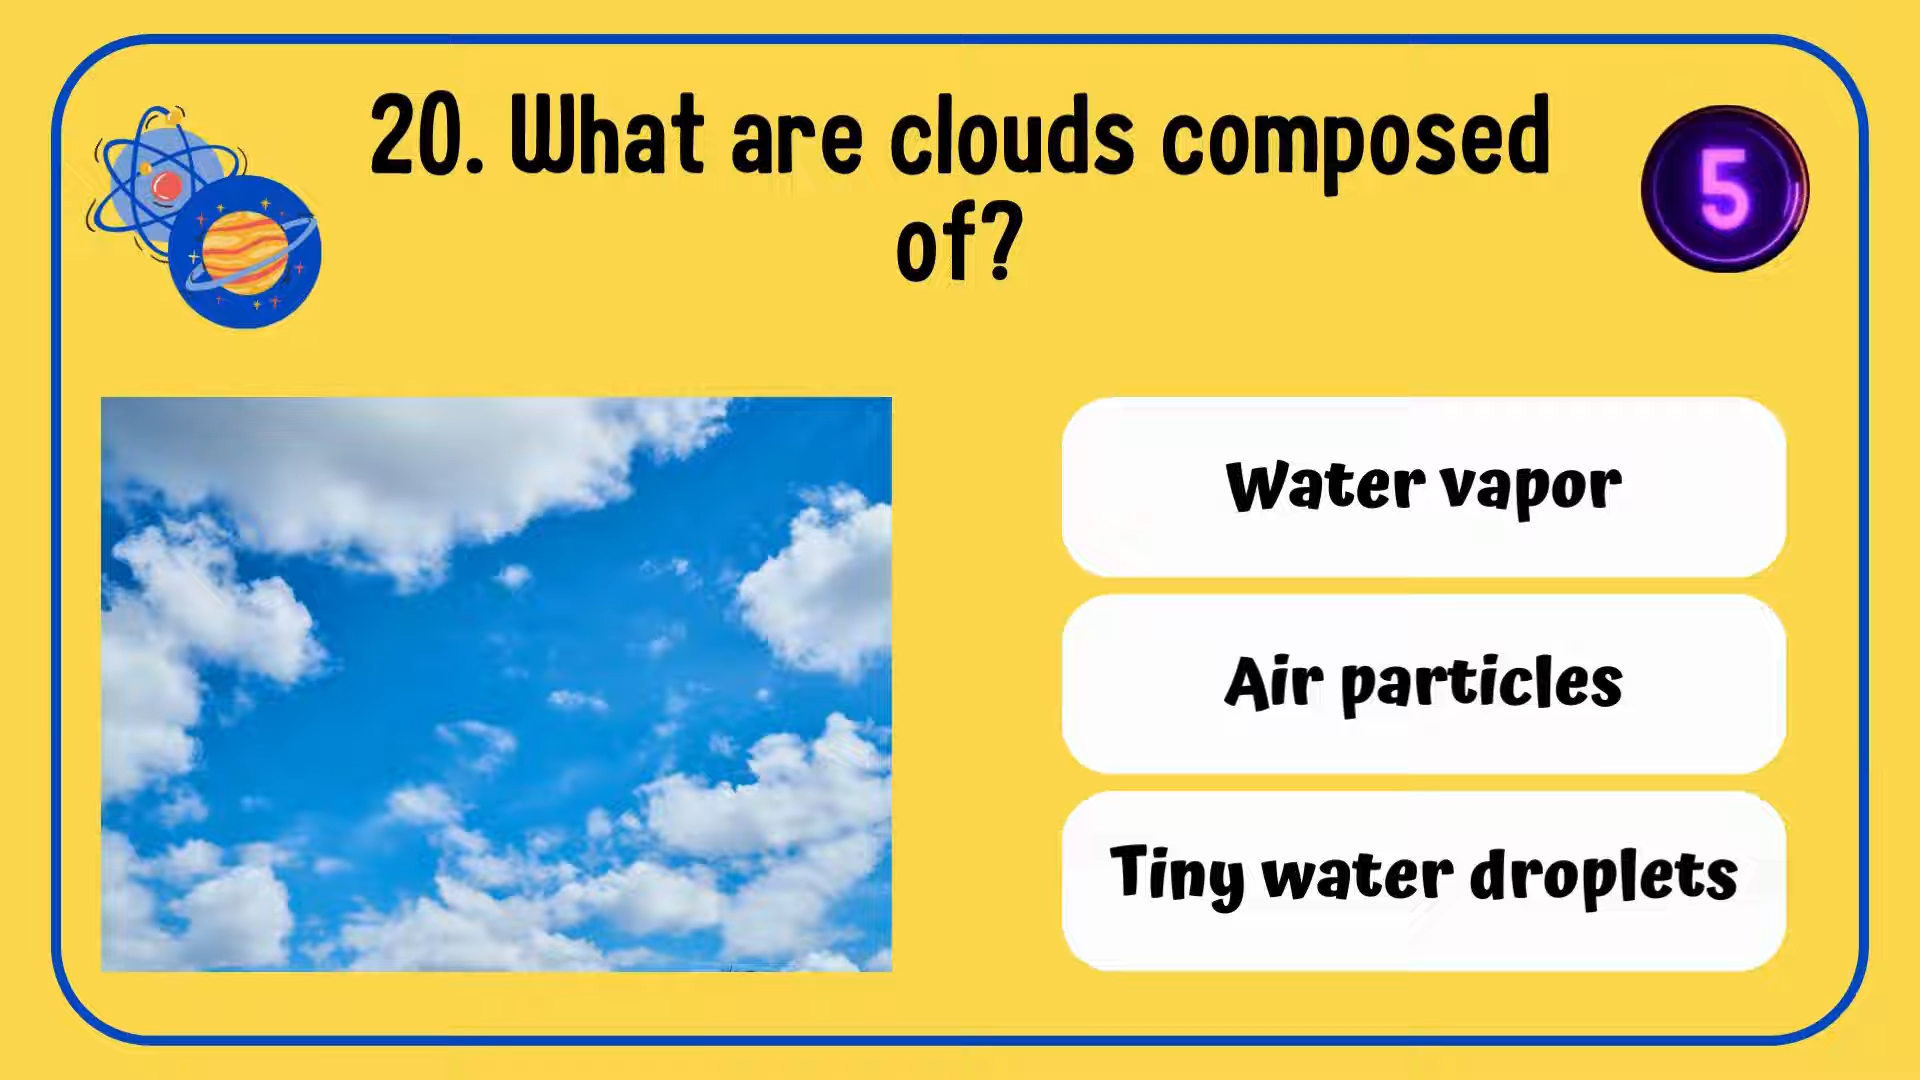 20. What are clouds composed
of?
5
Water vapor
Air particles
Tiny water droplets